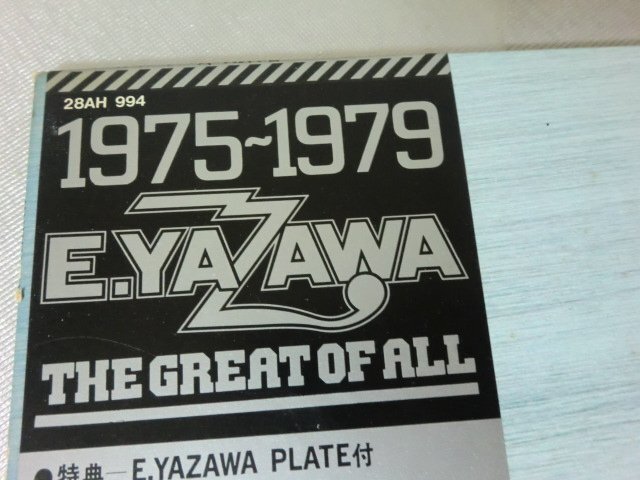 28AH 994
1975~1979
E.YAZAWA
THE GREAT OF ALL
●特典—E.YAZAWA PLATE付